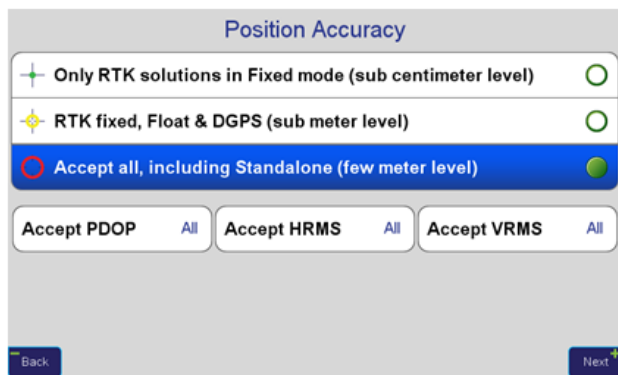 Position Accuracy
Only RTK solutions in Fixed mode (sub centimeter level)
RTK fixed, Float & DGPS (sub meter level)
Accept all, including Standalone (few meter level)
Accept PDOP All Accept HRMS All Accept VRMS All
Back Next